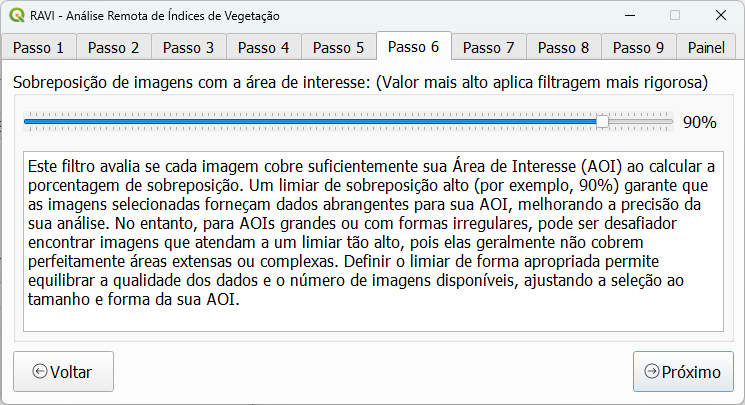 RAVI - Análise Remota de Índices de Vegetação
Passo 1 Passo 2 Passo 3 Passo 4 Passo 5 Passo 6 Passo 7 Passo 8 Passo 9 Painel
Sobreposição de imagens com a área de interesse: (Valor mais alto aplica filtragem mais rigorosa)
90%
Este filtro avalia se cada imagem cobre suficientemente sua Área de Interesse (AOI) ao calcular a
porcentagem de sobreposição. Um limiar de sobreposição alto (por exemplo, 90%) garante que
as imagens selecionadas forneçam dados abrangentes para sua AOI, melhorando a precisão da
sua análise. No entanto, para AOIs grandes ou com formas irregulares, pode ser desafiador
encontrar imagens que atendam a um limiar tão alto, pois elas geralmente não cobrem
perfeitamente áreas extensas ou complexas. Definir o limiar de forma apropriada permite
equilibrar a qualidade dos dados e o número de imagens disponíveis, ajustando a seleção ao
tamanho e forma da sua AOI.
Voltar Próximo